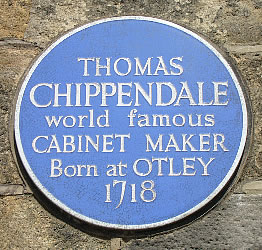 THOMAS
CHIPPENDALE
world famous
CABINET MAKER
Born at OTLEY
1718